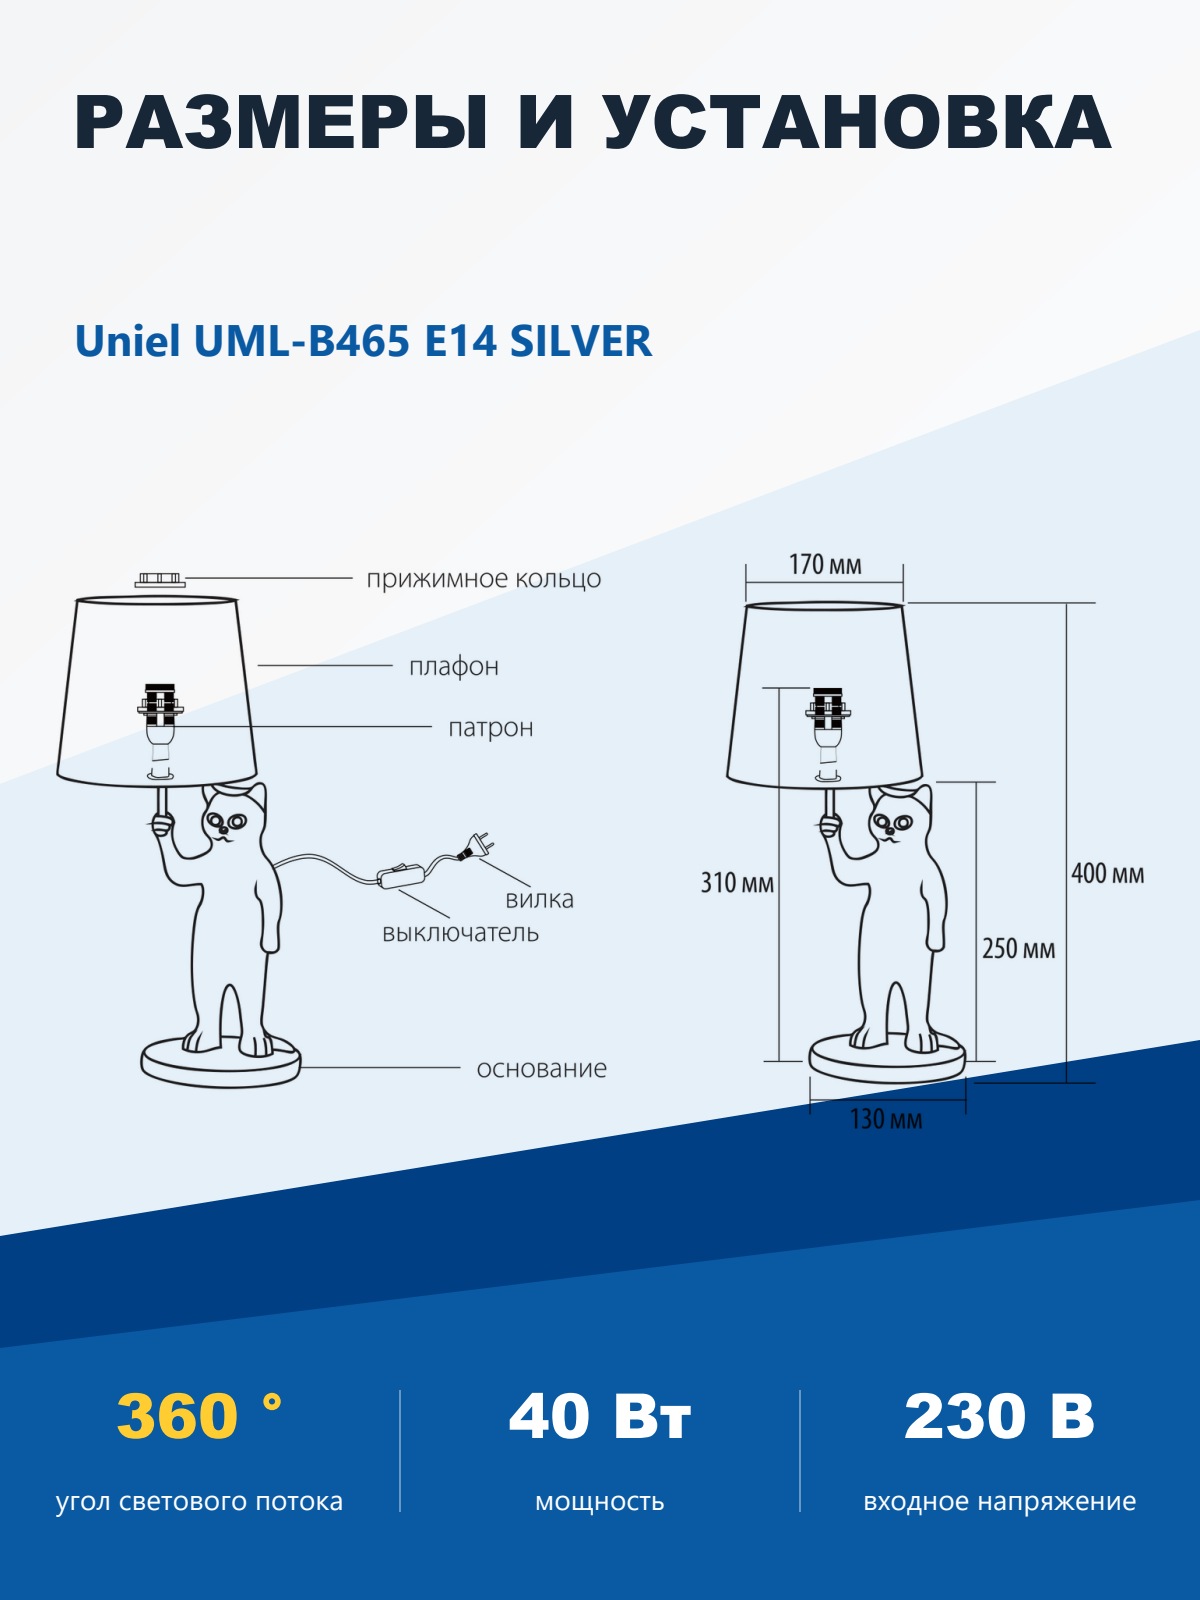 РАЗМЕРЫ И УСТАНОВКА
Uniel UML-B465 E14 SILVER
прижимное кольцо
плафон
патрон
вилка
выключатель
основание
170 мм
310 мм
400 мм
250 мм
130 мм
360 °
угол светового потока
40 Вт
мощность
230 В
входное напряжение